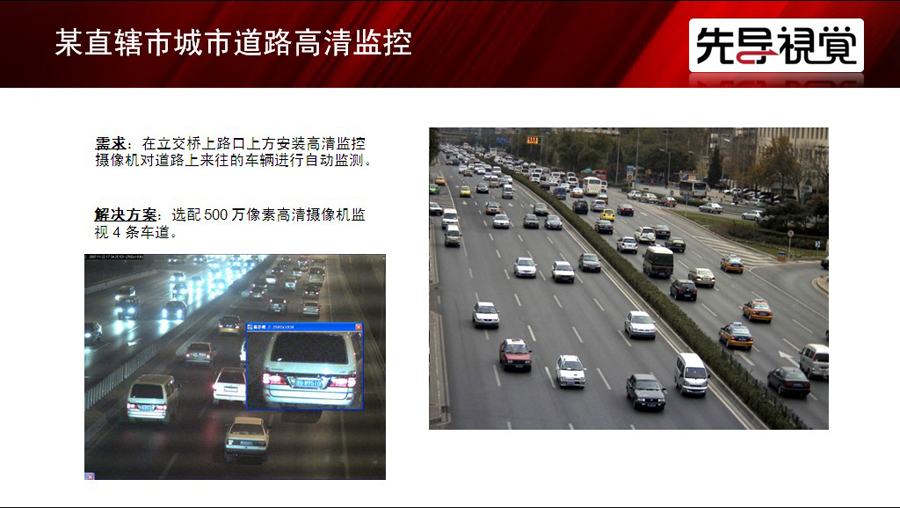 某直辖市城市道路高清监控
先导視覺
需求：在立交桥上路口上方安装高清监控
摄像机对道路上来往的车辆进行自动监测。
解决方案：选配 500 万像素高清摄像机监
视 4 条车道。